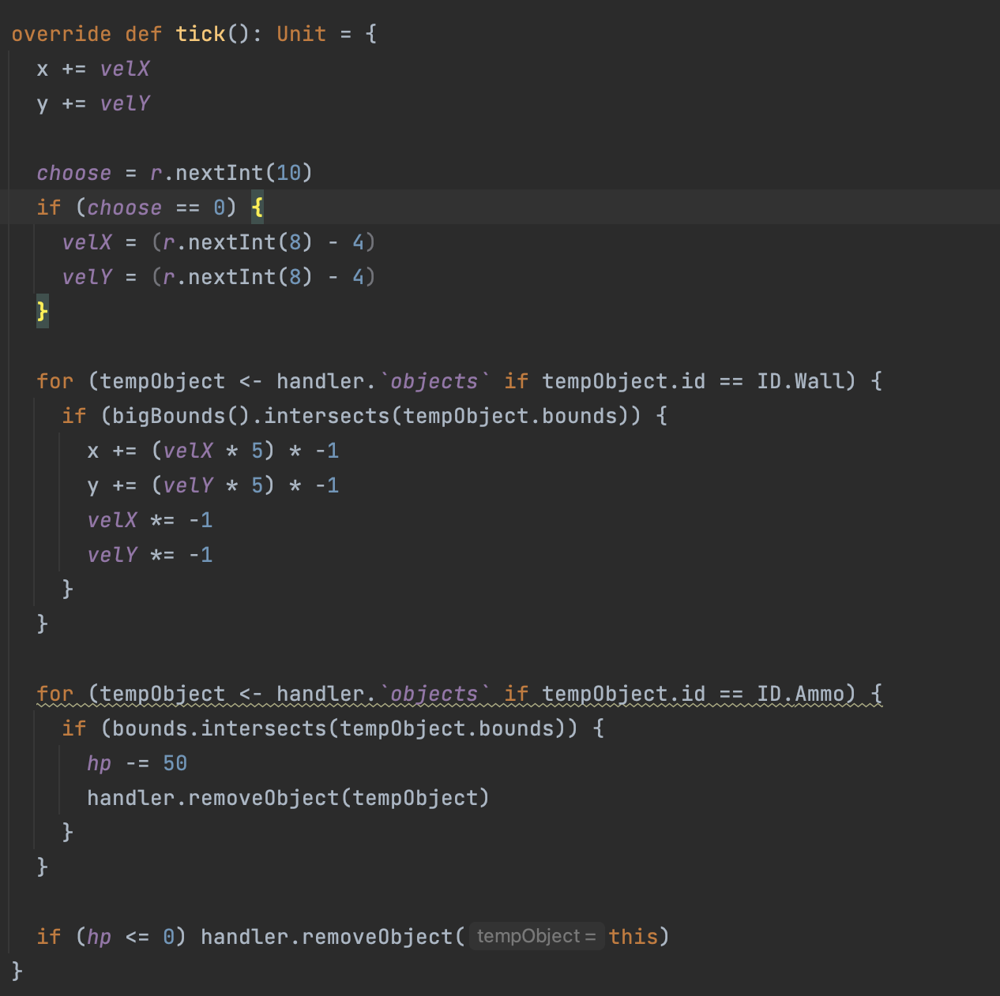 override def tick(): Unit = {
  x += velX
  y += velY

  choose = r.nextInt(10)
  if (choose == 0) {
    velX = (r.nextInt(8) - 4)
    velY = (r.nextInt(8) - 4)
  }

  for (tempObject <- handler.`objects` if tempObject.id == ID.Wall) {
    if (bigBounds().intersects(tempObject.bounds)) {
      x += (velX * 5) * -1
      y += (velY * 5) * -1
      velX *= -1
      velY *= -1
    }
  }

  for (tempObject <- handler.`objects` if tempObject.id == ID.Ammo) {
    if (bounds.intersects(tempObject.bounds)) {
      hp -= 50
      handler.removeObject(tempObject)
    }
  }

  if (hp <= 0) handler.removeObject( tempObject = this)
}